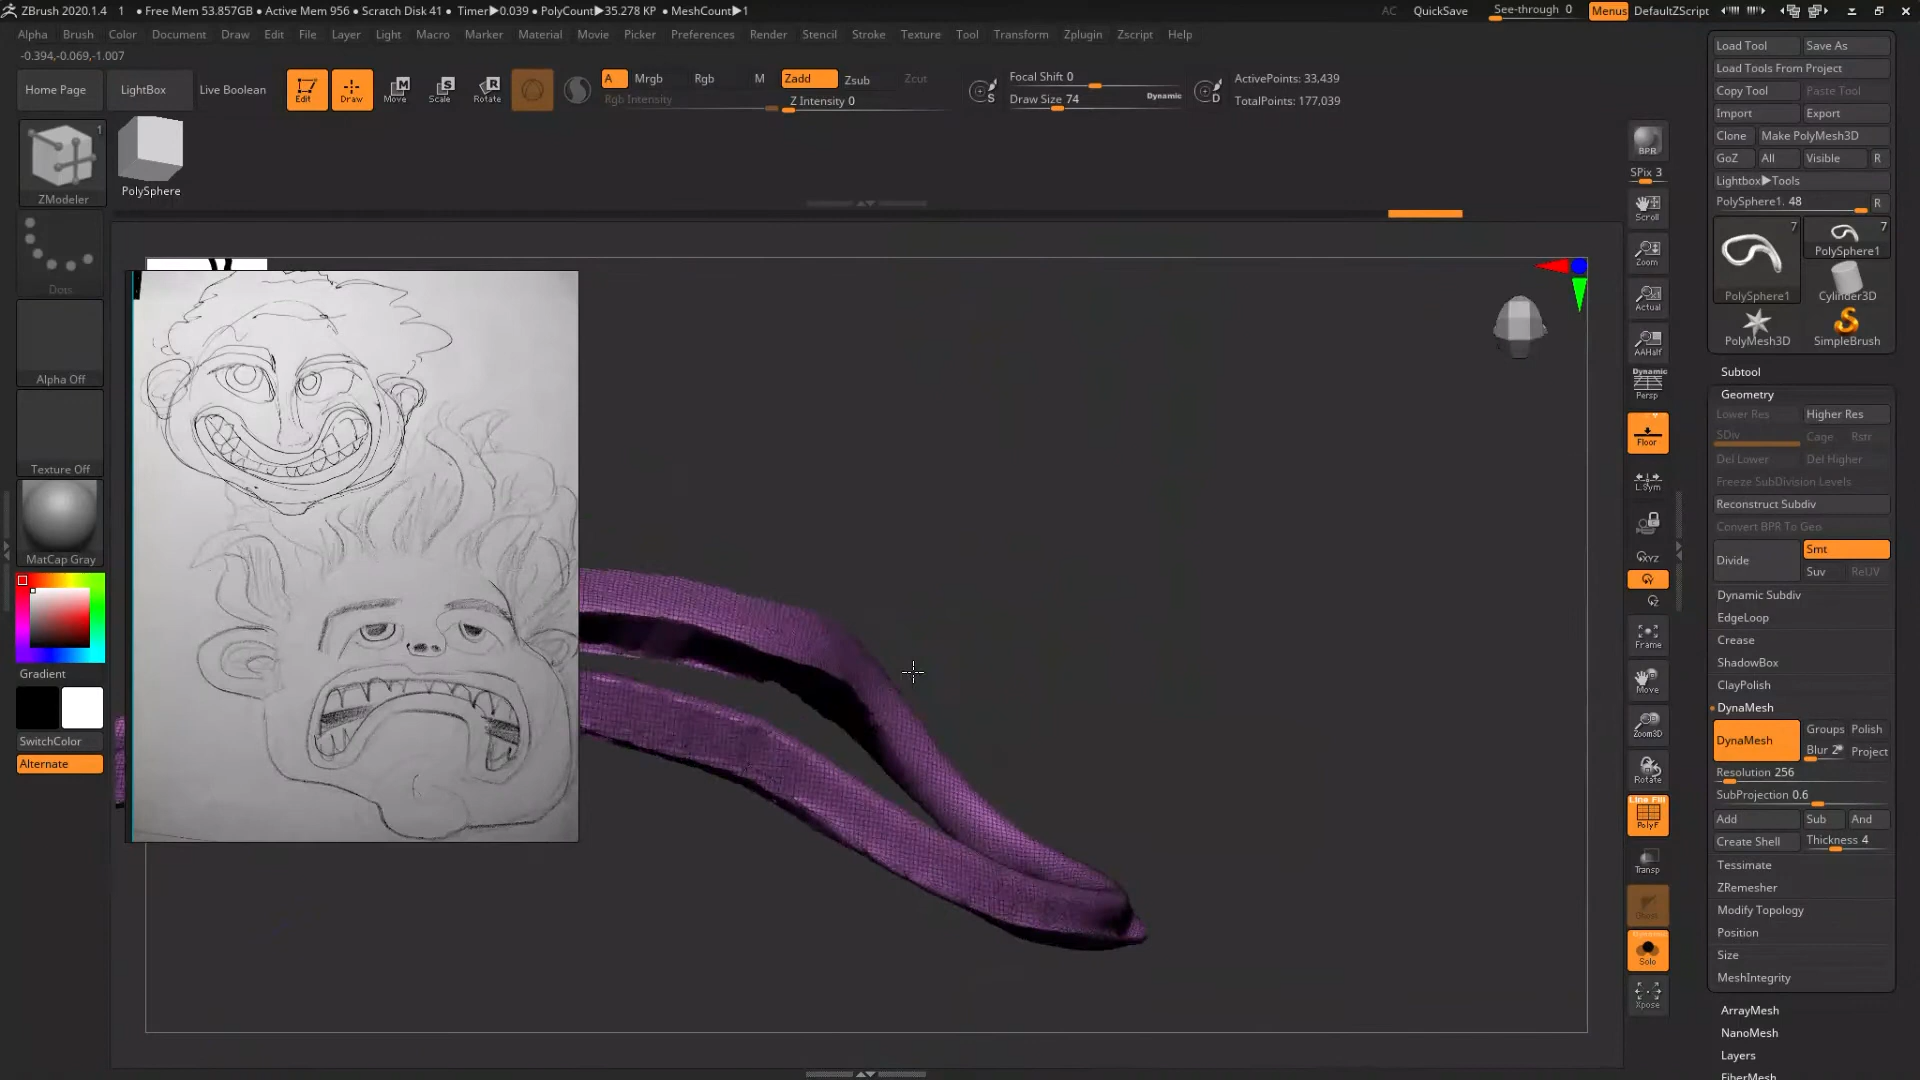 ZBrush 2020.1.4 1 • Free Mem 53.857GB • Active Mem 956 • Scratch Disk 41 • Timer▶0.039 • PolyCount▶35.278 KP • MeshCount▶1
AC QuickSave See-through 0 Menus DefaultZScript
Alpha Brush Color Document Draw Edit File Layer Light Macro Marker Material Movie Picker Preferences Render Stencil Stroke Texture Tool Transform Zplugin Zscript Help
-0.394,-0.069,-1.007
Home Page LightBox Live Boolean Edit Draw Move Scale Rotate
A Mrgb Rgb M Zadd Zsub Zcut
Rgb Intensity Z Intensity 0
Focal Shift 0
Draw Size 74 Dynamic
S D
ActivePoints: 33,439
TotalPoints: 177,039
1
ZModeler
PolySphere
Dots
Alpha Off
Texture Off
MatCap Gray
Gradient
SwitchColor
Alternate
BPR
SPix 3
Scroll
Zoom
Actual
AAHalf
Dynamic
Persp
Floor
L.Sym
Frame
Move
Zoom3D
Rotate
Line Fill
PolyF
Transp
Ghost
Solo
Xpose
Load Tool Save As
Load Tools From Project
Copy Tool Paste Tool
Import Export
Clone Make PolyMesh3D
GoZ All Visible R
Lightbox▶Tools
PolySphere1. 48 R
7 7
PolySphere1
PolySphere1 Cylinder3D
PolyMesh3D SimpleBrush
Subtool
Geometry
Lower Res Higher Res
SDiv Cage Rstr
Del Lower Del Higher
Freeze SubDivision Levels
Reconstruct Subdiv
Convert BPR To Geo
Divide Smt
Suv ReUV
Dynamic Subdiv
EdgeLoop
Crease
ShadowBox
ClayPolish
DynaMesh
DynaMesh Groups Polish
Blur Project
Resolution 256
SubProjection 0.6
Add Sub And
Create Shell Thickness 4
Tessimate
ZRemesher
Modify Topology
Position
Size
MeshIntegrity
ArrayMesh
NanoMesh
Layers
FiberMesh